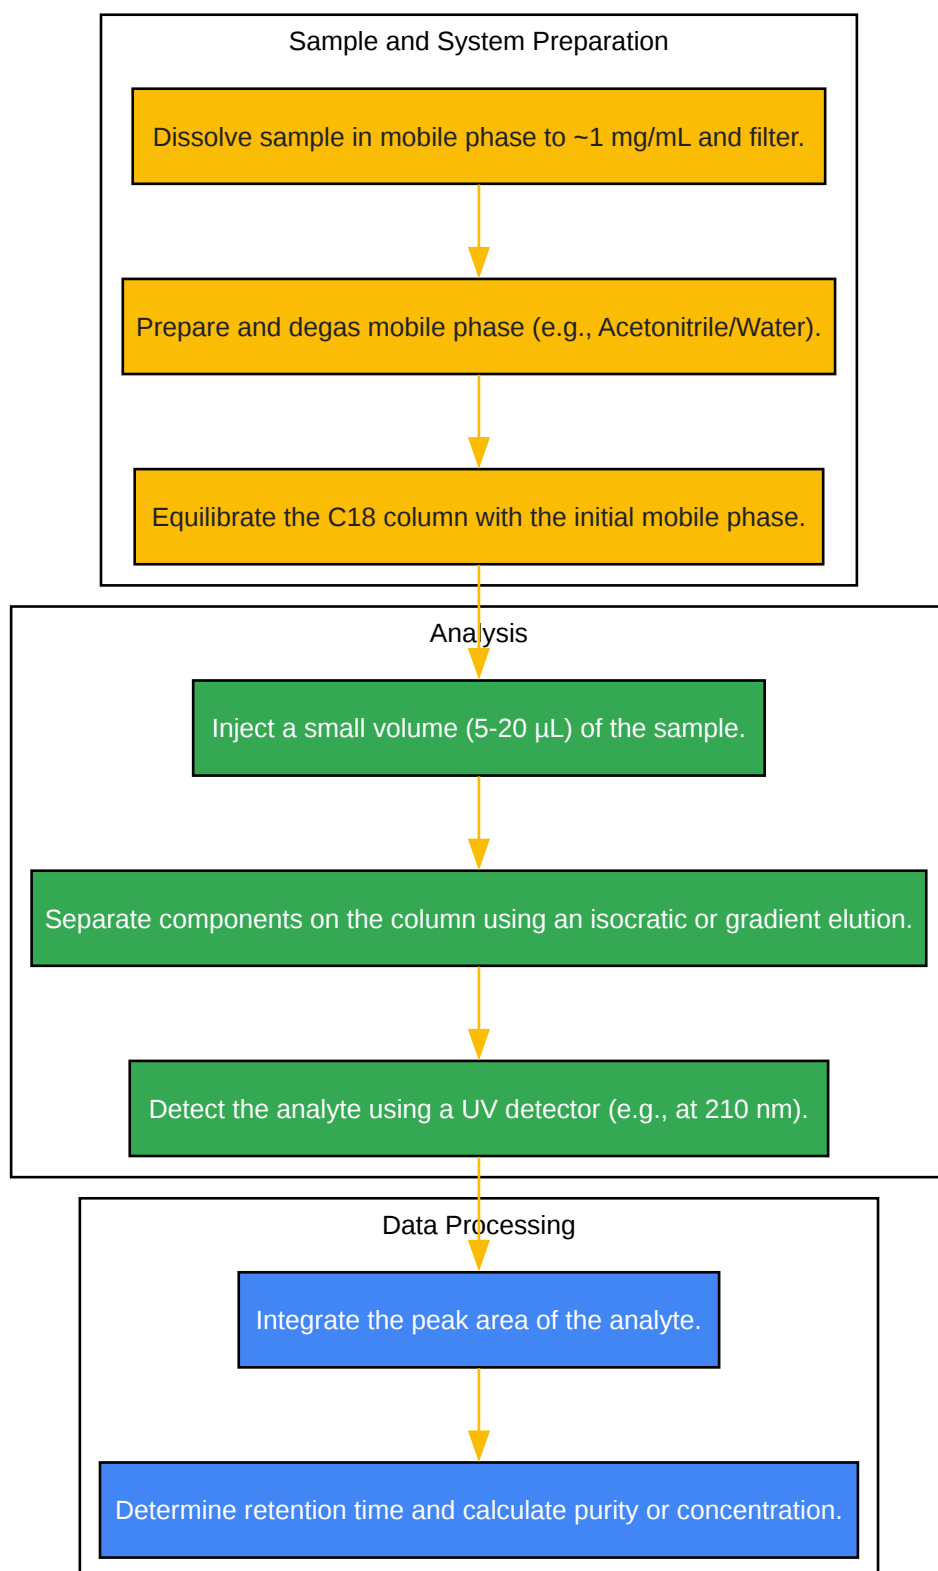 Sample and System Preparation
Dissolve sample in mobile phase to ~1 mg/mL and filter.
Prepare and degas mobile phase (e.g., Acetonitrile/Water).
Equilibrate the C18 column with the initial mobile phase.
Analysis
Inject a small volume (5-20 µL) of the sample.
Separate components on the column using an isocratic or gradient elution.
Detect the analyte using a UV detector (e.g., at 210 nm).
Data Processing
Integrate the peak area of the analyte.
Determine retention time and calculate purity or concentration.